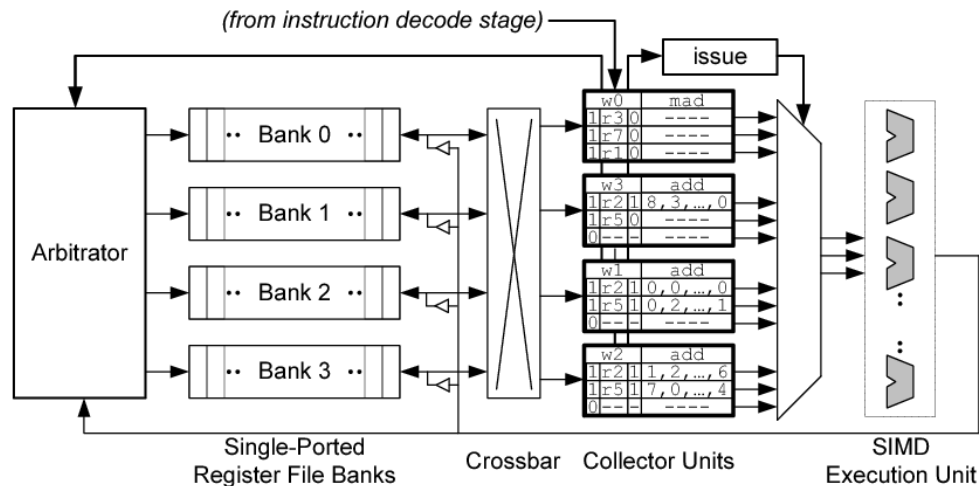 (from instruction decode stage)
issue
Arbitrator
Bank 0
Bank 1
Bank 2
Bank 3
w0 mad
1 r3 0 ----
1 r7 0 ----
1 r1 0 ----
w3 add
1 r2 1 8,3,…,0
1 r5 0 ----
0 -- - ----
w1 add
1 r2 1 0,0,…,0
1 r5 1 0,2,…,1
0 -- - ----
w2 add
1 r2 1 1,2,…,6
1 r5 1 7,0,…,4
0 -- - ----
Single-Ported
Register File Banks
Crossbar
Collector Units
SIMD
Execution Unit